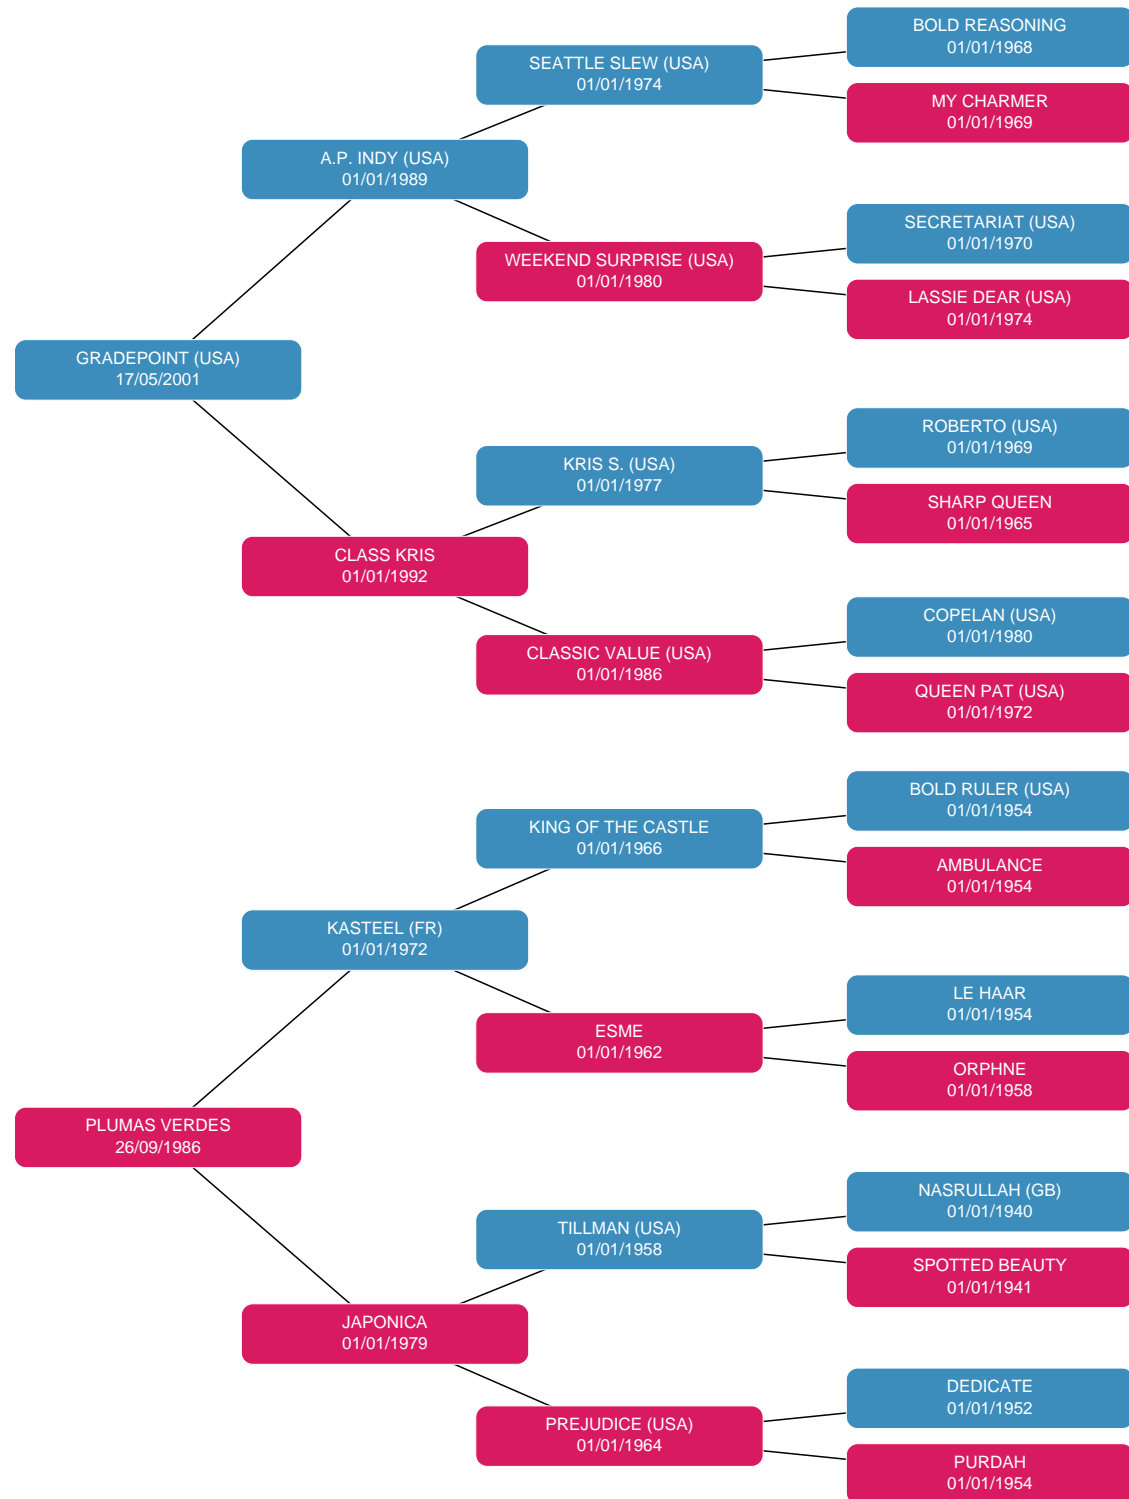 BOLD REASONING
01/01/1968
SEATTLE SLEW (USA)
01/01/1974
MY CHARMER
01/01/1969
A.P. INDY (USA)
01/01/1989
SECRETARIAT (USA)
01/01/1970
WEEKEND SURPRISE (USA)
01/01/1980
LASSIE DEAR (USA)
01/01/1974
GRADEPOINT (USA)
17/05/2001
ROBERTO (USA)
01/01/1969
KRIS S. (USA)
01/01/1977
SHARP QUEEN
01/01/1965
CLASS KRIS
01/01/1992
COPELAN (USA)
01/01/1980
CLASSIC VALUE (USA)
01/01/1986
QUEEN PAT (USA)
01/01/1972
BOLD RULER (USA)
01/01/1954
KING OF THE CASTLE
01/01/1966
AMBULANCE
01/01/1954
KASTEEL (FR)
01/01/1972
LE HAAR
01/01/1954
ESME
01/01/1962
ORPHNE
01/01/1958
PLUMAS VERDES
26/09/1986
NASRULLAH (GB)
01/01/1940
TILLMAN (USA)
01/01/1958
SPOTTED BEAUTY
01/01/1941
JAPONICA
01/01/1979
DEDICATE
01/01/1952
PREJUDICE (USA)
01/01/1964
PURDAH
01/01/1954